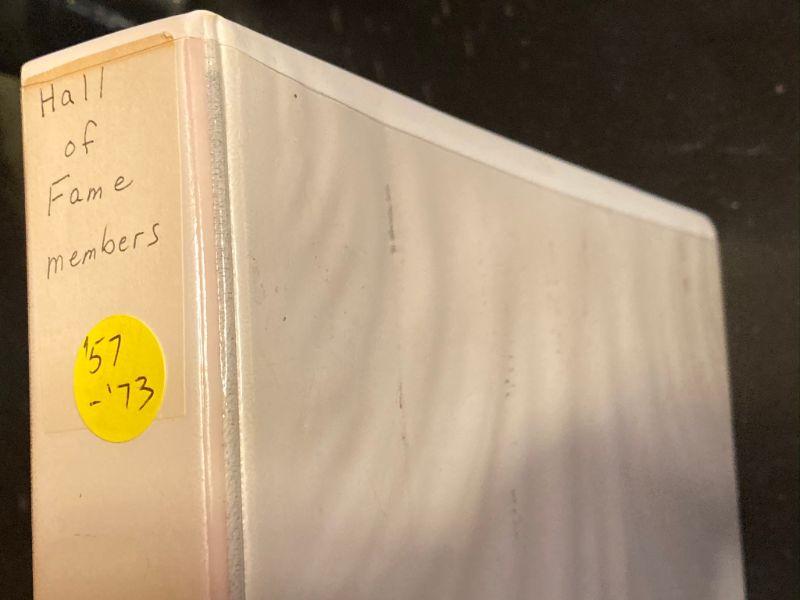 Hall
of
Fame
members
'57
-'73